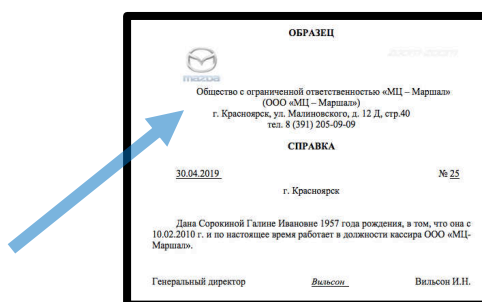 ОБРАЗЕЦ
mazda
Общество с ограниченной ответственностью «МЦ – Маршал»
(ООО «МЦ – Маршал»)
г. Красноярск, ул. Малиновского, д. 12 Д, стр.40
тел. 8 (391) 205-09-09
СПРАВКА
30.04.2019 № 25
г. Красноярск
Дана Сорокиной Галине Ивановне 1957 года рождения, в том, что она с
10.02.2010 г. и по настоящее время работает в должности кассира ООО «МЦ-
Маршал».
Генеральный директор Вильсон Вильсон И.Н.